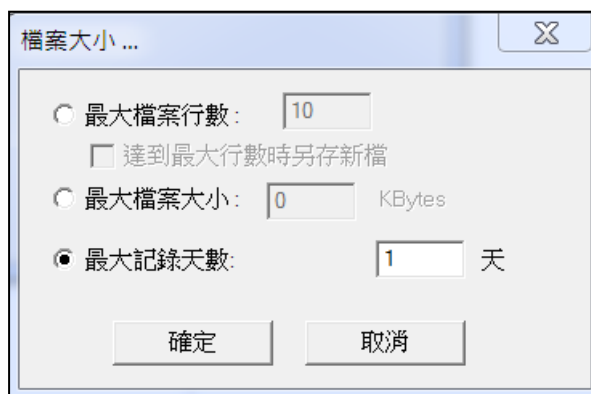 檔案大小 ...
最大檔案行數: 10
達到最大行數時另存新檔
最大檔案大小: 0 KBytes
最大記錄天數: 1 天
確定 取消